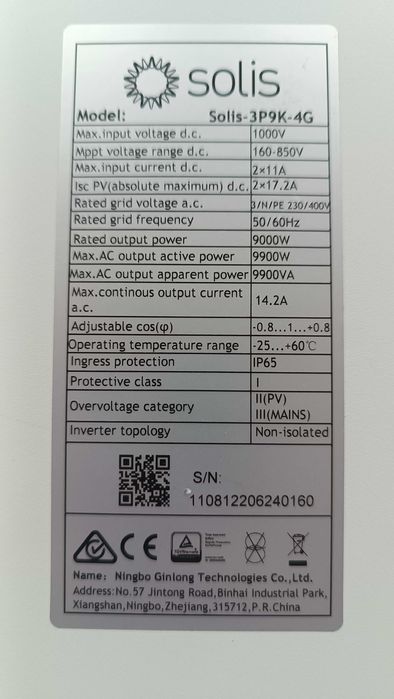 solis
Model: Solis-3P9K-4G
Max.input voltage d.c. 1000V
Mppt voltage range d.c. 160-850V
Max.input current d.c. 2×11A
Isc PV(absolute maximum) d.c. 2×17.2A
Rated grid voltage a.c. 3/N/PE 230/400V
Rated grid frequency 50/60Hz
Rated output power 9000W
Max.AC output active power 9900W
Max.AC output apparent power 9900VA
Max.continous output current
a.c. 14.2A
Adjustable cos(φ) -0.8...1...+0.8
Operating temperature range -25...+60℃
Ingress protection IP65
Protective class I
Overvoltage category II(PV)
III(MAINS)
Inverter topology Non-isolated
S/N:
110812206240160
CE
Name: Ningbo Ginlong Technologies Co.,Ltd.
Address:No.57 Jintong Road,Binhai Industrial Park,
Xiangshan,Ningbo,Zhejiang,315712,P.R.China